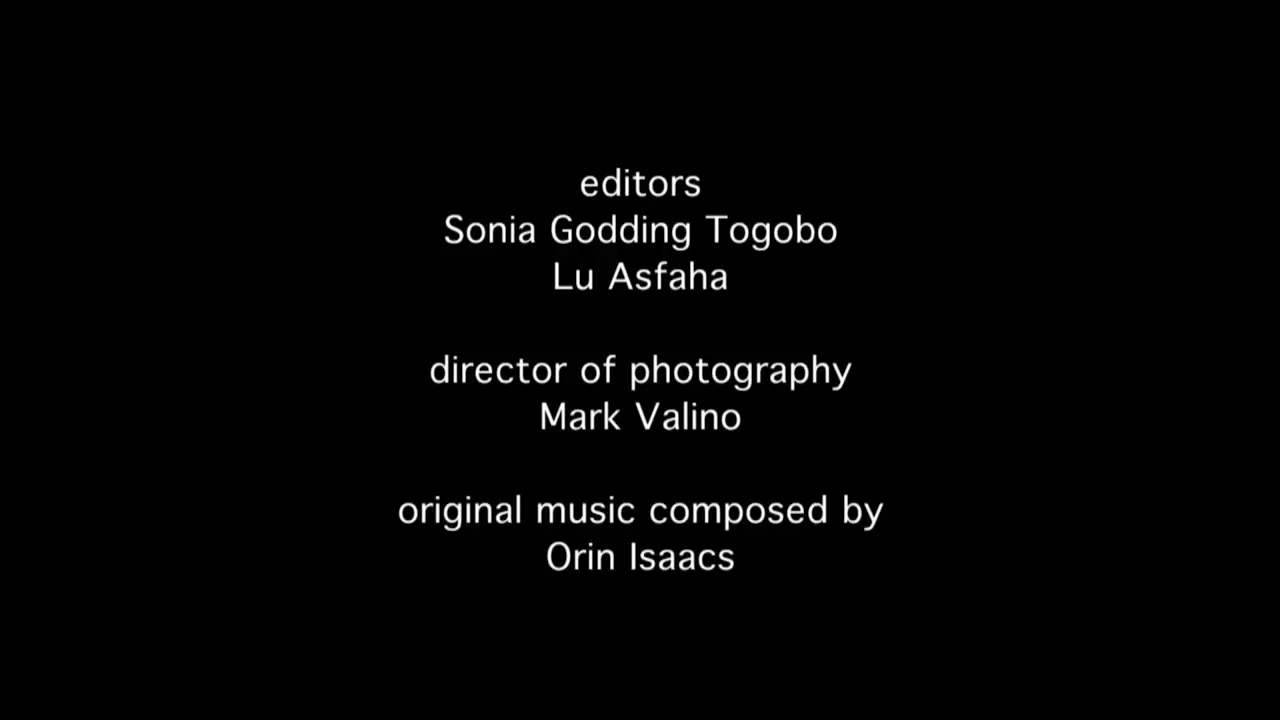 editors
Sonia Godding Togobo
Lu Asfaha
director of photography
Mark Valino
original music composed by
Orin Isaacs